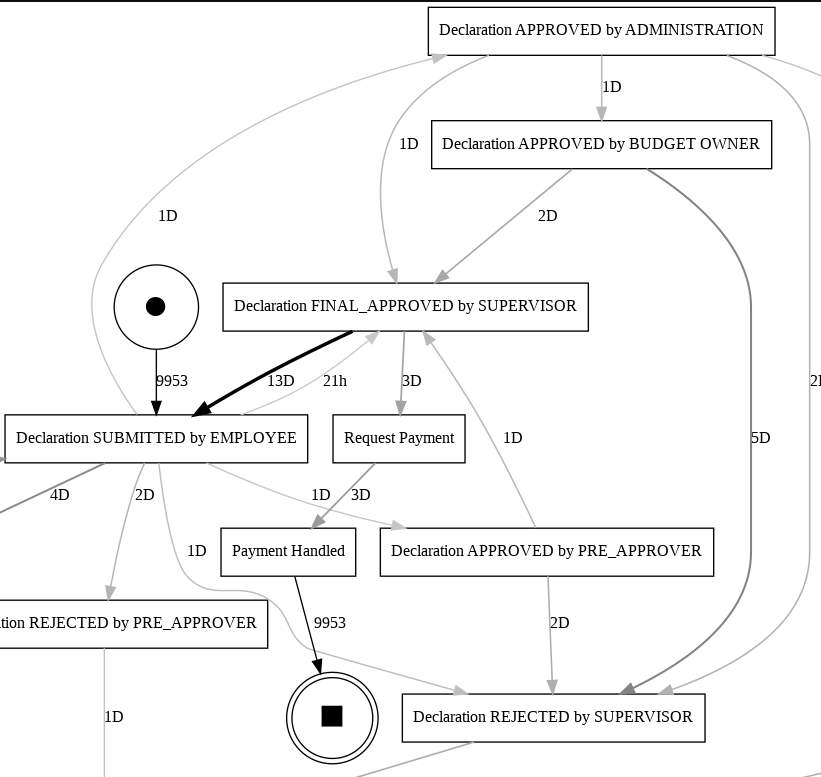 Declaration APPROVED by ADMINISTRATION
1D
Declaration APPROVED by BUDGET OWNER
1D
1D
2D
Declaration FINAL_APPROVED by SUPERVISOR
9953
13D
21h
3D
Declaration SUBMITTED by EMPLOYEE
Request Payment
1D
5D
4D
2D
1D
3D
1D
Payment Handled
Declaration APPROVED by PRE_APPROVER
REJECTED by PRE_APPROVER
9953
2D
1D
Declaration REJECTED by SUPERVISOR